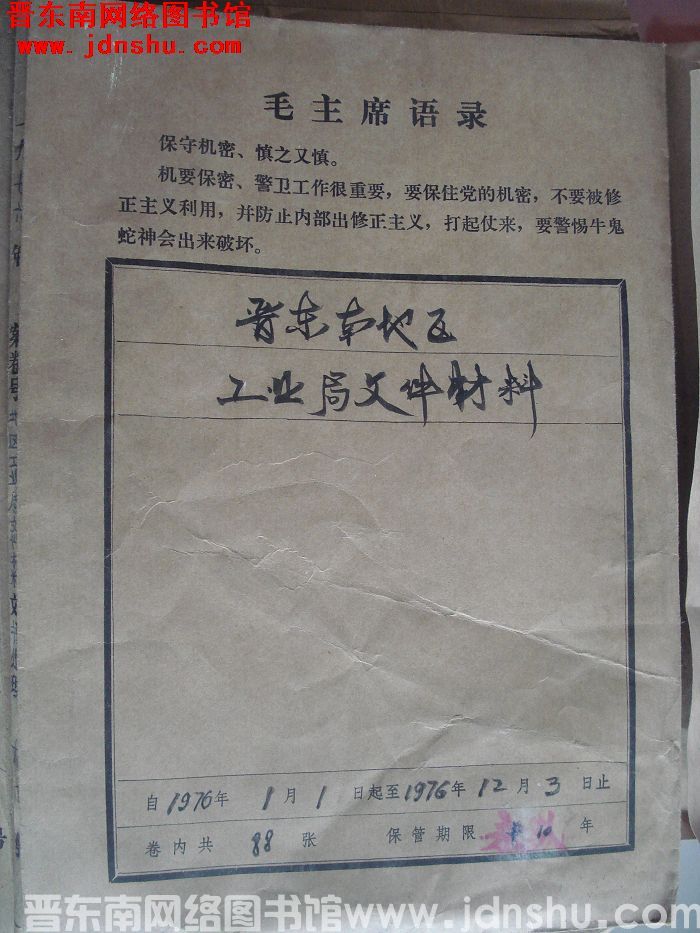 晋东南网络图书馆
www.jdnshu.com
毛主席语录
保守机密、慎之又慎。
机要保密、警卫工作很重要，要保住党的机密，不要被修
正主义利用，并防止内部出修正主义，打起仗来，要警惕牛鬼
蛇神会出来破坏。
晋东南地区
工业局文件材料
自1976年1月1日起至1976年12月3日止
卷内共88张 保管期限 10年
案卷号
晋东南网络图书馆www.jdnshu.com